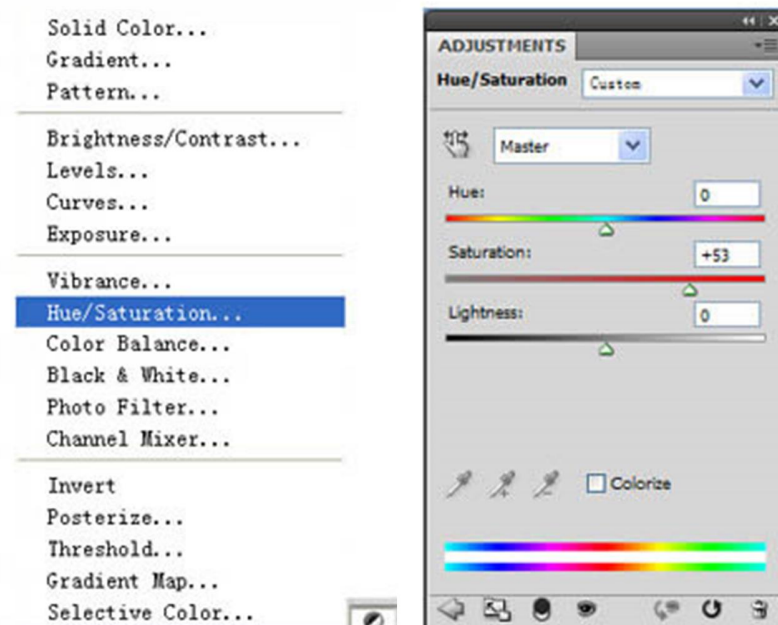 Solid Color...
Gradient...
Pattern...
Brightness/Contrast...
Levels...
Curves...
Exposure...
Vibrance...
Hue/Saturation...
Color Balance...
Black & White...
Photo Filter...
Channel Mixer...
Invert
Posterize...
Threshold...
Gradient Map...
Selective Color...
ADJUSTMENTS
Hue/Saturation Custom
Master
Hue: 0
Saturation: +53
Lightness: 0
Colorize